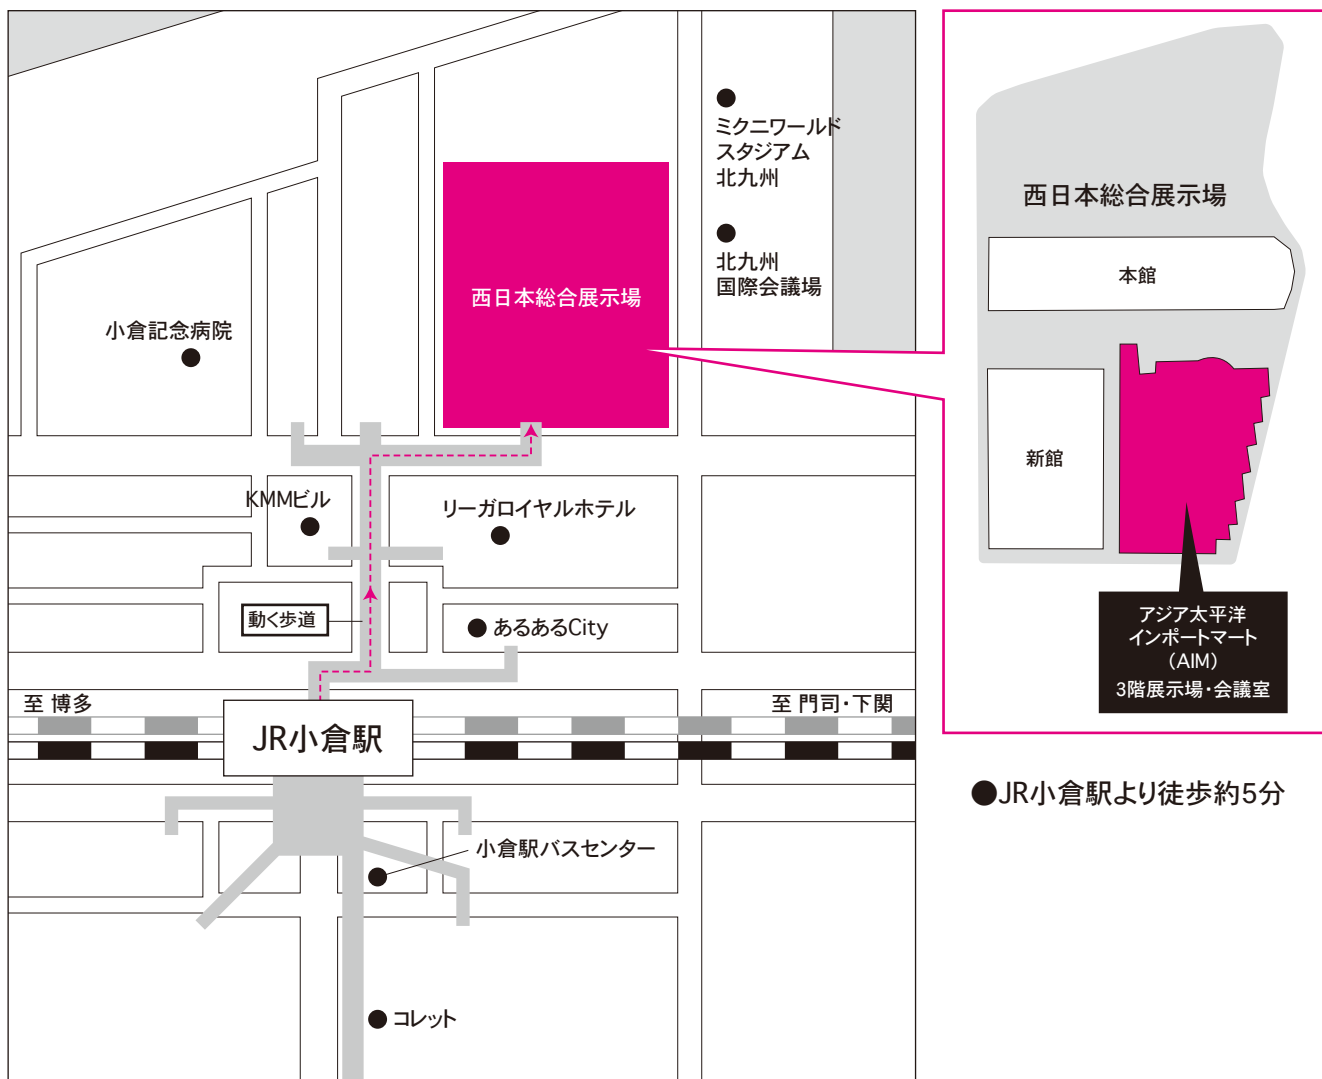 ミクニワールド
スタジアム
北九州
北九州
国際会議場
西日本総合展示場
小倉記念病院
KMMビル
リーガロイヤルホテル
動く歩道
あるあるCity
至 博多
至 門司・下関
JR小倉駅
小倉駅バスセンター
コレット
西日本総合展示場
本館
新館
アジア太平洋
インポートマート
(AIM)
3階展示場・会議室
●JR小倉駅より徒歩約5分